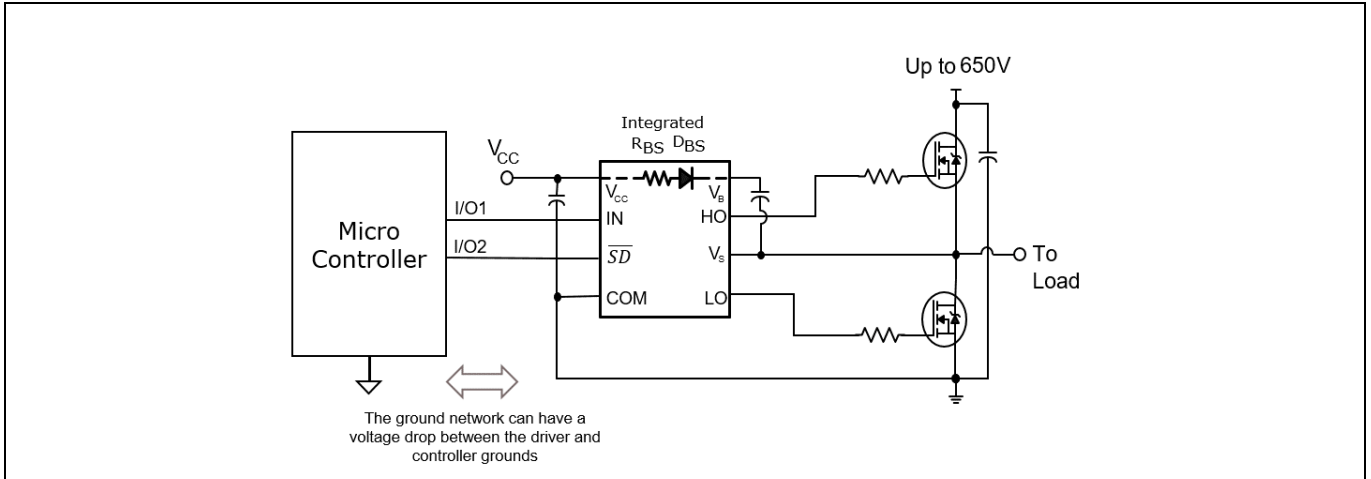 Up to 650V
Integrated
RBS DBS
VCC
Micro
Controller
I/O1
I/O2
VCC
IN
SD
COM
VB
HO
VS
LO
To
Load
The ground network can have a
voltage drop between the driver and
controller grounds